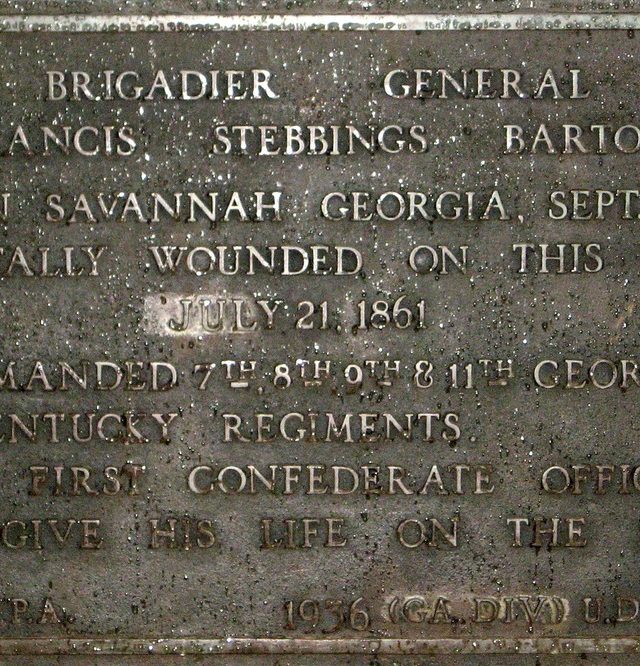 BRIGADIER GENERAL
ANCIS STEBBINGS BARTO
N SAVANNAH GEORGIA, SEPT
TALLY WOUNDED ON THIS
JULY 21, 1861
MANDED 7TH, 8TH, 9TH & 11TH GEOR
ENTUCKY REGIMENTS.
FIRST CONFEDERATE OFFIC
GIVE HIS LIFE ON THE
P.A. 1936 (GA. DIV.) U.D